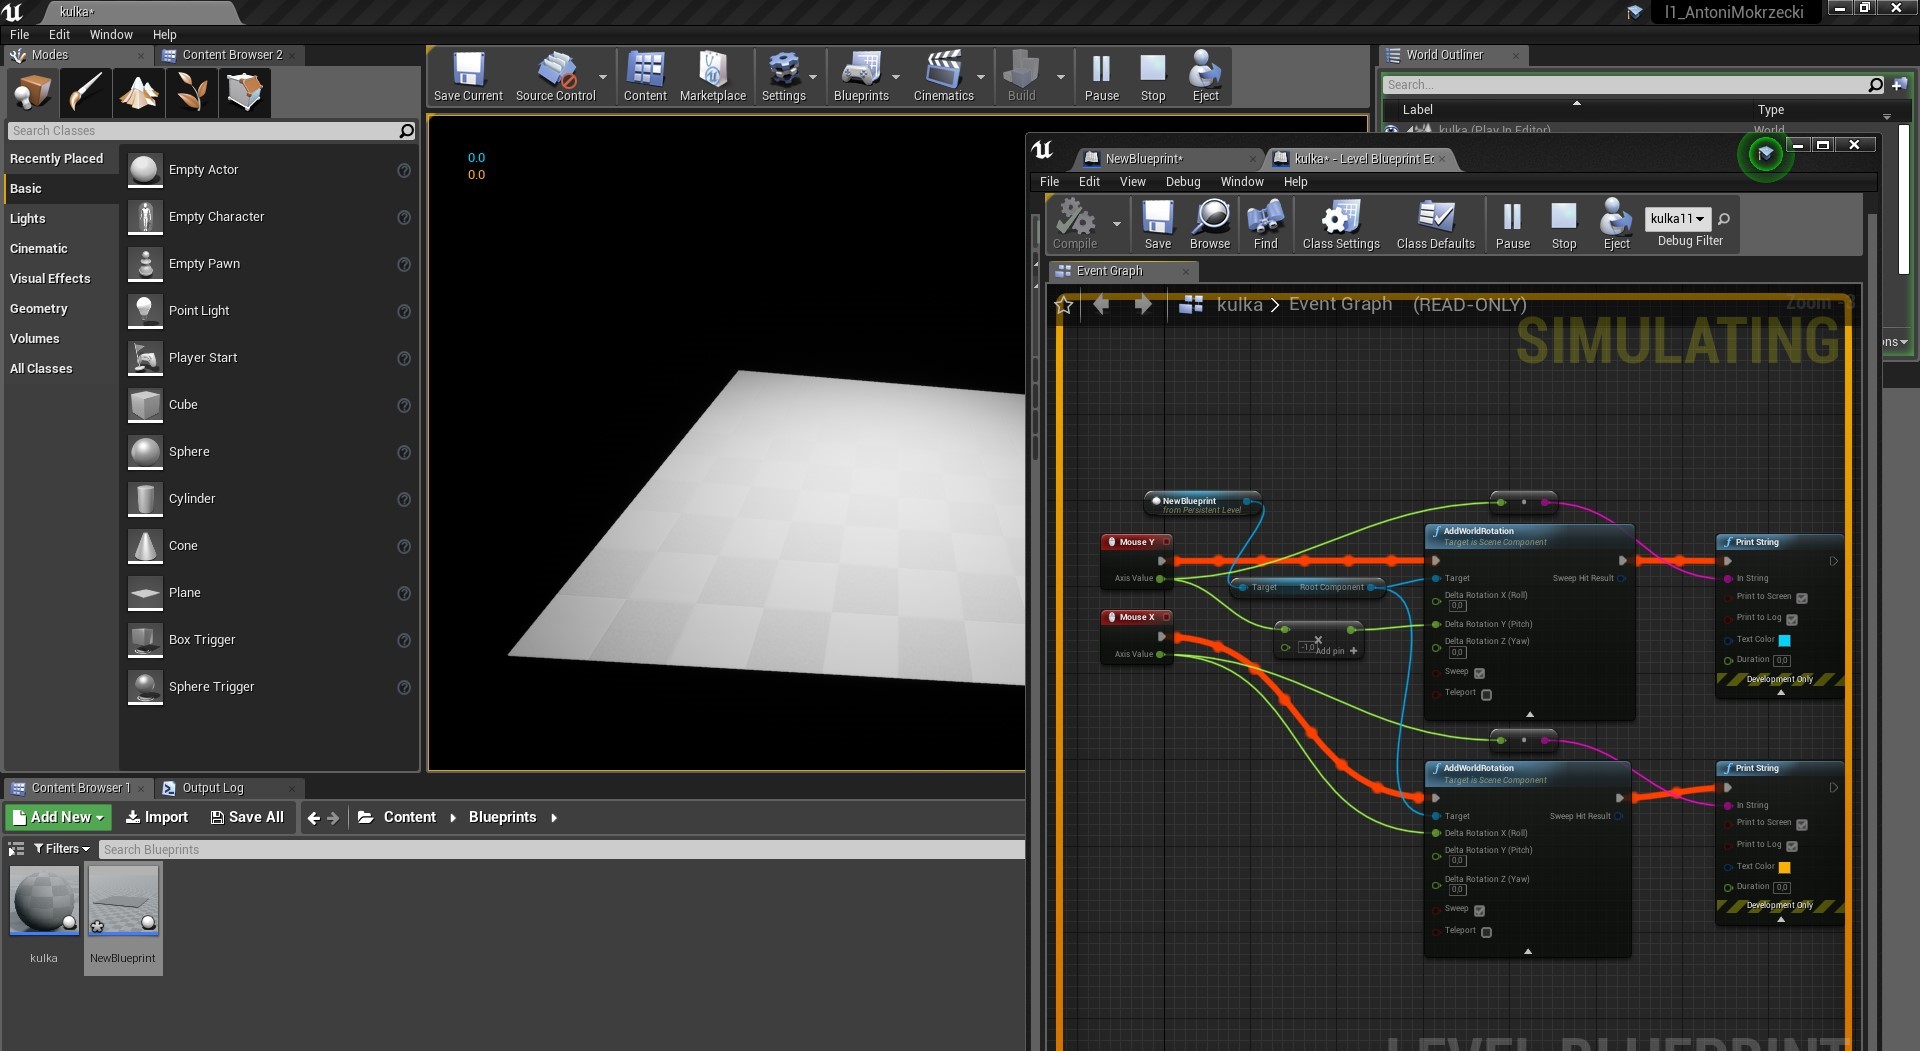 kulka*
l1_AntoniMokrzecki
File Edit Window Help
Modes
Content Browser 2
Search Classes
Recently Placed
Basic
Lights
Cinematic
Visual Effects
Geometry
Volumes
All Classes
Empty Actor
Empty Character
Empty Pawn
Point Light
Player Start
Cube
Sphere
Cylinder
Cone
Plane
Box Trigger
Sphere Trigger
Save Current
Source Control
Content
Marketplace
Settings
Blueprints
Cinematics
Build
Pause
Stop
Eject
0.0
0.0
World Outliner
Search...
Label
Type
kulka (Play In Editor)
World
NewBlueprint*
kulka* - Level Blueprint Ec
File Edit View Debug Window Help
Compile
Save
Browse
Find
Class Settings
Class Defaults
Pause
Stop
Eject
kulka11
Debug Filter
Event Graph
kulka > Event Graph (READ-ONLY)
Zoom -3
SIMULATING
NewBlueprint
from Persistent Level
Mouse Y
Axis Value
Mouse X
Axis Value
Target Root Component
-1,0
Add pin +
AddWorldRotation
Target is Scene Component
Target
Sweep Hit Result
Delta Rotation X (Roll)
0,0
Delta Rotation Y (Pitch)
Delta Rotation Z (Yaw)
0,0
Sweep
Teleport
Print String
In String
Print to Screen
Print to Log
Text Color
Duration 0,0
Development Only
AddWorldRotation
Target is Scene Component
Target
Sweep Hit Result
Delta Rotation X (Roll)
Delta Rotation Y (Pitch)
0,0
Delta Rotation Z (Yaw)
0,0
Sweep
Teleport
Print String
In String
Print to Screen
Print to Log
Text Color
Duration 0,0
Development Only
LEVEL BLUEPRINT
Content Browser 1
Output Log
Add New
Import
Save All
Content
Blueprints
Filters
Search Blueprints
kulka
NewBlueprint